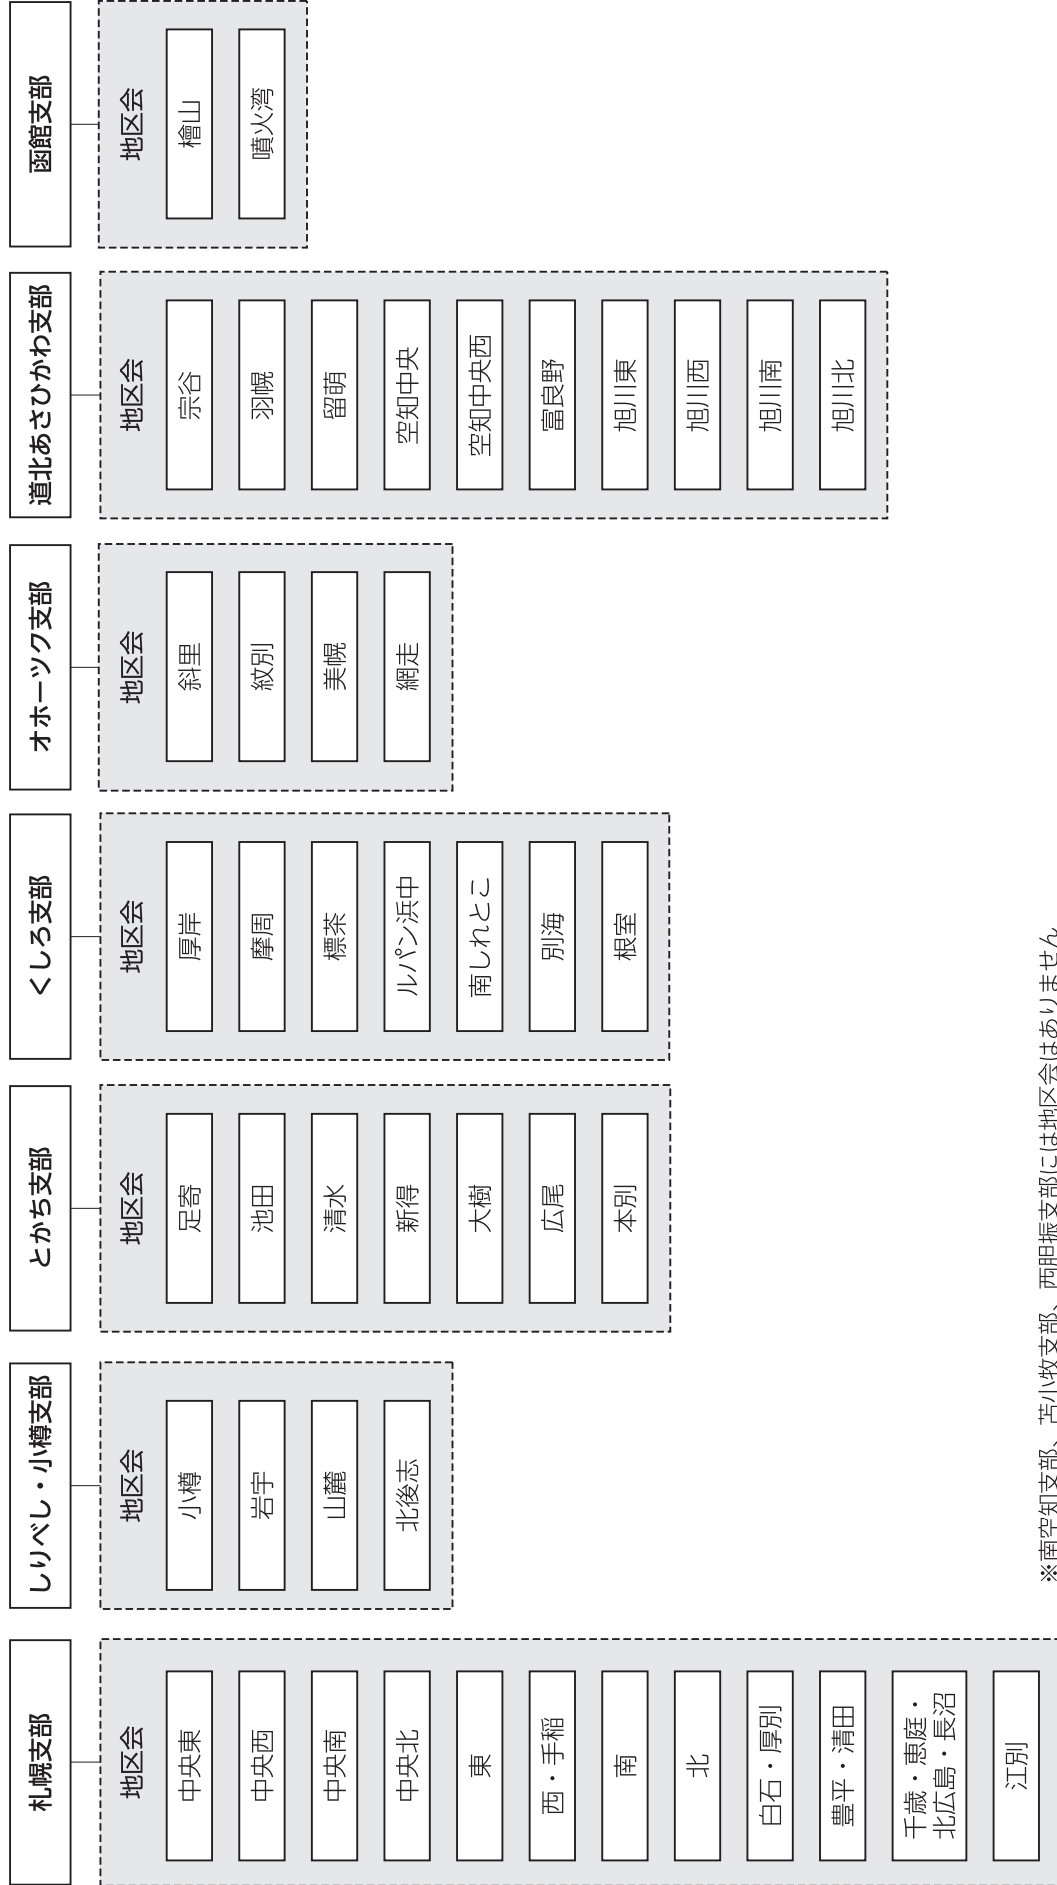 札幌支部
地区会
中央東
中央西
中央南
中央北
東
西・手稲
南
北
白石・厚別
豊平・清田
千歳・恵庭・
北広島・長沼
江別
しりべし・小樽支部
地区会
小樽
岩宇
山麓
北後志
とかち支部
地区会
足寄
池田
清水
新得
大樹
広尾
本別
くしろ支部
地区会
厚岸
摩周
標茶
ルパン浜中
南しれとこ
別海
根室
オホーツク支部
地区会
斜里
紋別
美幌
網走
道北あさひかわ支部
地区会
宗谷
羽幌
留萌
空知中央
空知中央西
富良野
旭川東
旭川西
旭川南
旭川北
函館支部
地区会
檜山
噴火湾
※南空知支部、苫小牧支部、西胆振支部には地区会はありません